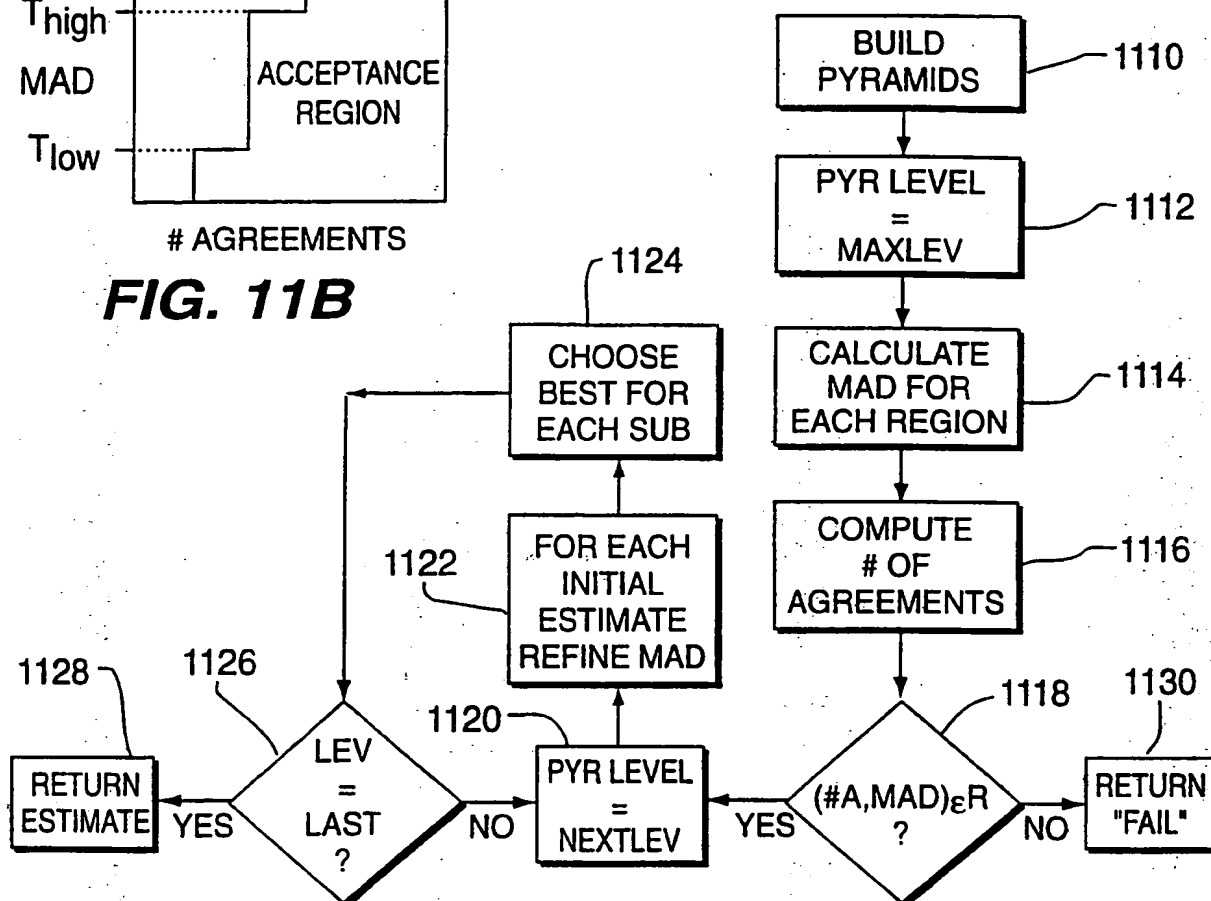 Thigh
MAD
Tlow
ACCEPTANCE
REGION
# AGREEMENTS
FIG. 11B
BUILD
PYRAMIDS
1110
PYR LEVEL
=
MAXLEV
1112
CALCULATE
MAD FOR
EACH REGION
1114
COMPUTE
# OF
AGREEMENTS
1116
(#A,MAD)εR
?
1118
YES
NO
RETURN
"FAIL"
1130
PYR LEVEL
=
NEXTLEV
1120
FOR EACH
INITIAL
ESTIMATE
REFINE MAD
1122
CHOOSE
BEST FOR
EACH SUB
1124
LEV
=
LAST
?
1126
NO
YES
RETURN
ESTIMATE
1128